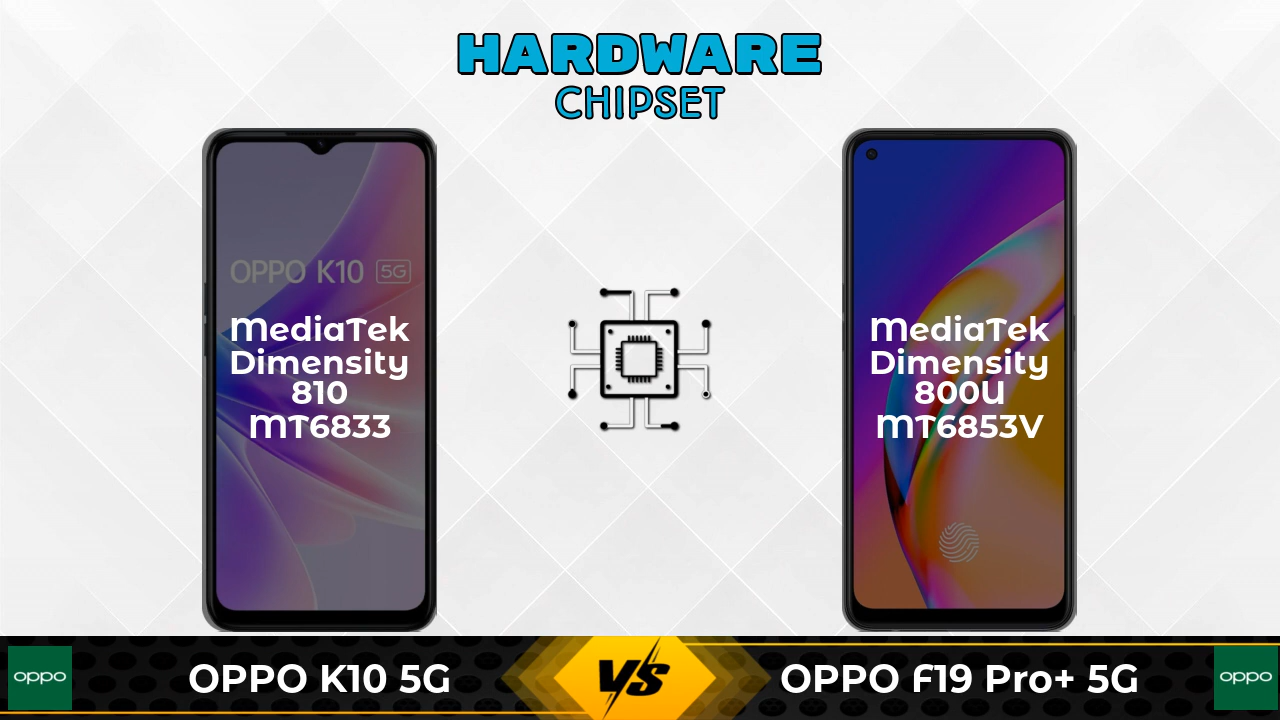 HARDWARE
CHIPSET
OPPO K10 5G
MediaTek
Dimensity
810
MT6833
MediaTek
Dimensity
800U
MT6853V
oppo
OPPO K10 5G
VS
OPPO F19 Pro+ 5G
oppo